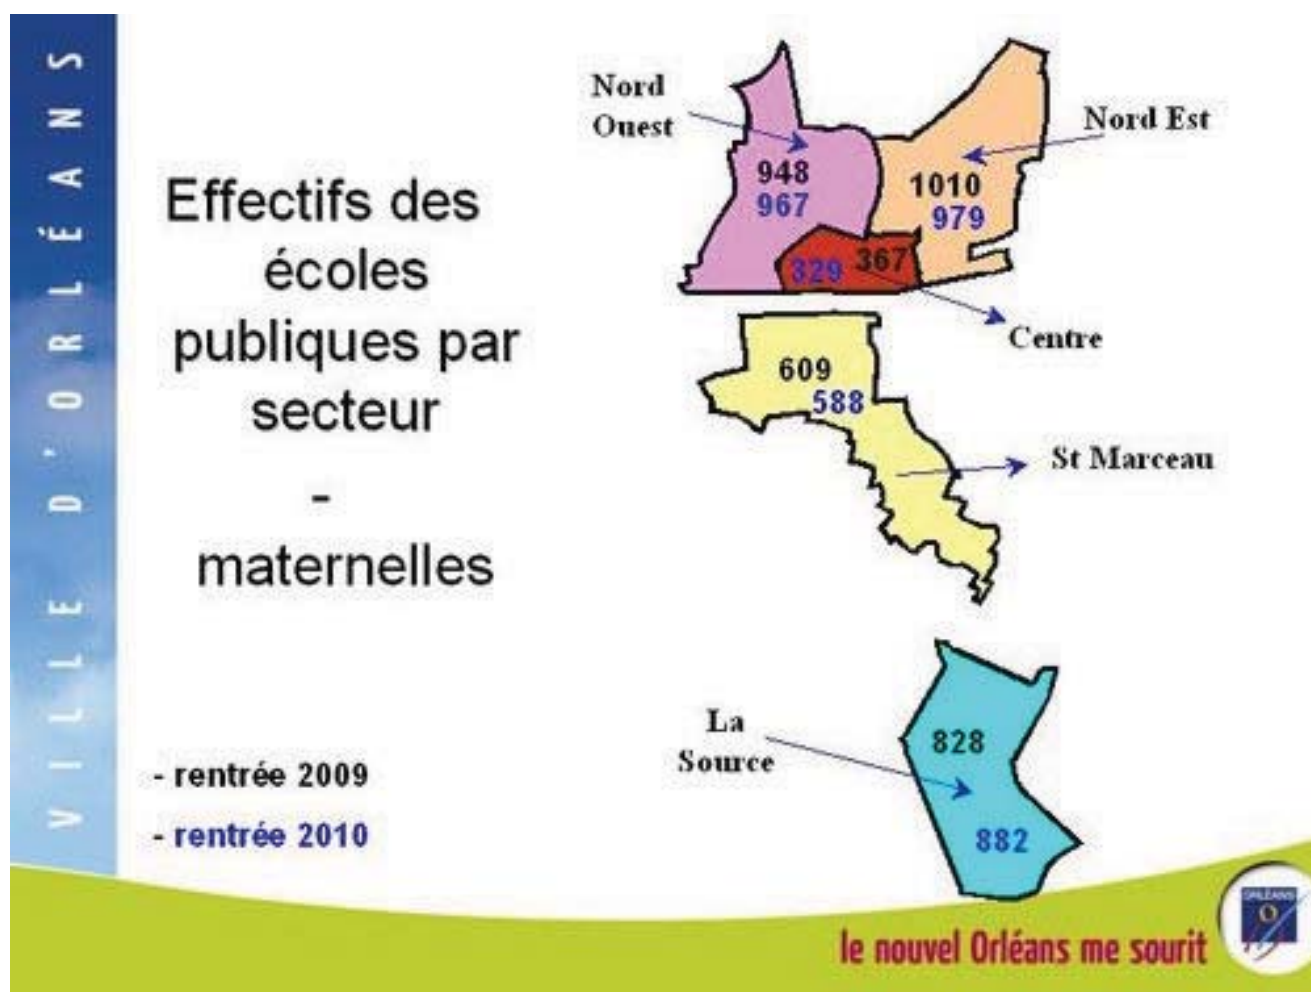 VILLE D'ORLÉANS
Effectifs des
écoles
publiques par
secteur
-
maternelles
- rentrée 2009
- rentrée 2010
Nord
Ouest
948
967
Nord Est
1010
979
367
329
Centre
609
588
St Marceau
La
Source
828
882
le nouvel Orléans me sourit
ORLÉANS